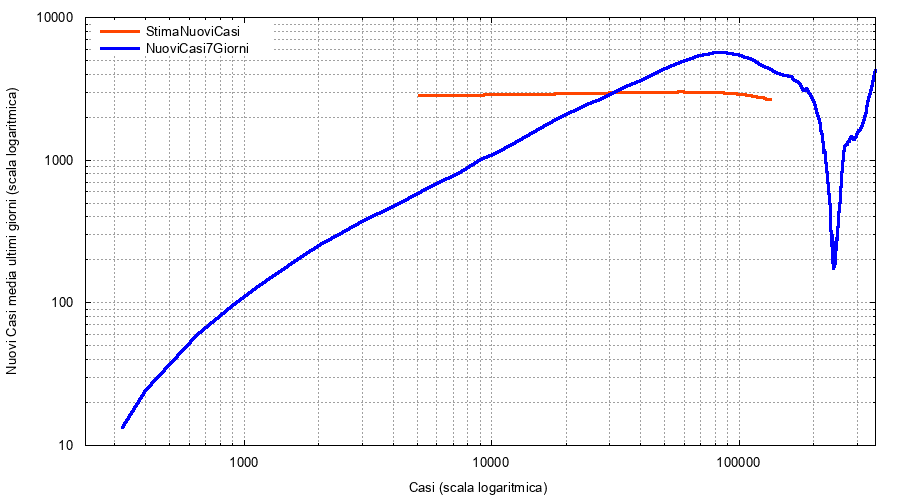 10000
StimaNuoviCasi
NuoviCasi7Giorni
1000
100
10
Nuovi Casi media ultimi giorni (scala logaritmica)
1000 10000 100000
Casi (scala logaritmica)